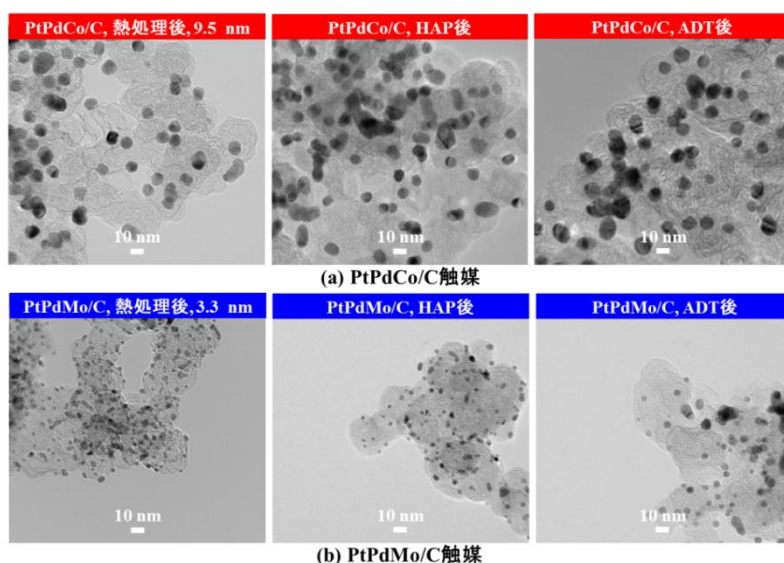 PtPdCo/C, 熱処理後, 9.5 nm
PtPdCo/C, HAP後
PtPdCo/C, ADT後
10 nm
10 nm
10 nm
(a) PtPdCo/C触媒
PtPdMo/C, 熱処理後, 3.3 nm
PtPdMo/C, HAP後
PtPdMo/C, ADT後
10 nm
10 nm
10 nm
(b) PtPdMo/C触媒